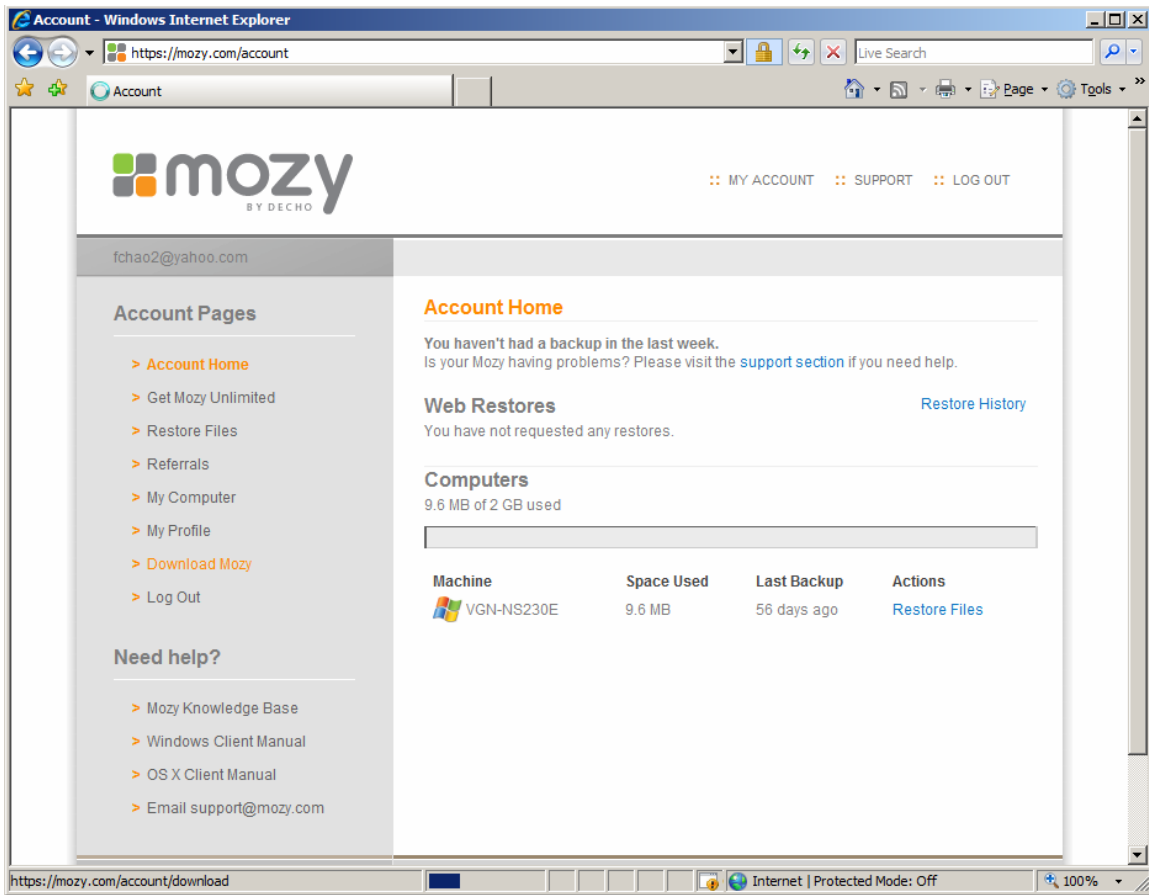 Account - Windows Internet Explorer
https://mozy.com/account
Live Search
Account
Page
Tools
»
mozy
BY DECHO
:: MY ACCOUNT :: SUPPORT :: LOG OUT
fchao2@yahoo.com
Account Pages
> Account Home
> Get Mozy Unlimited
> Restore Files
> Referrals
> My Computer
> My Profile
> Download Mozy
> Log Out
Need help?
> Mozy Knowledge Base
> Windows Client Manual
> OS X Client Manual
> Email support@mozy.com
Account Home
You haven't had a backup in the last week.
Is your Mozy having problems? Please visit the support section if you need help.
Web Restores
Restore History
You have not requested any restores.
Computers
9.6 MB of 2 GB used
Machine Space Used Last Backup Actions
VGN-NS230E 9.6 MB 56 days ago Restore Files
https://mozy.com/account/download
Internet | Protected Mode: Off
100%